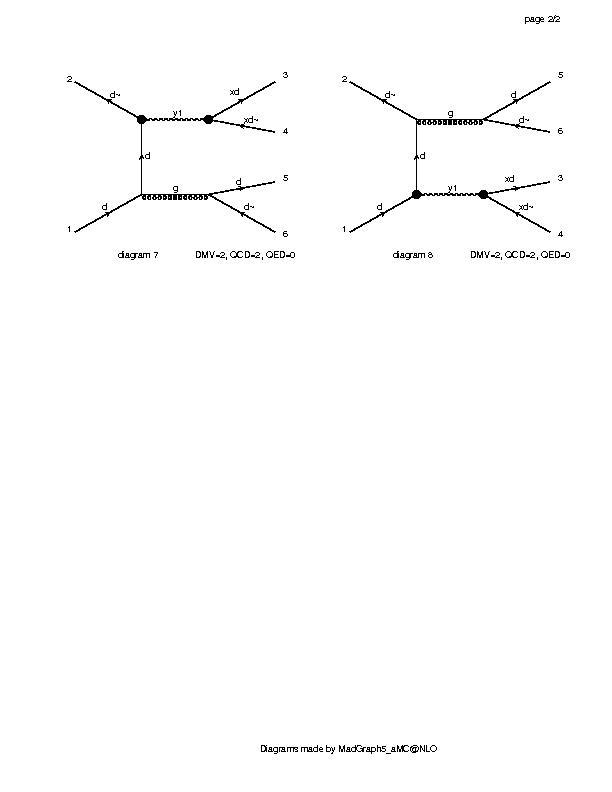 page 2/2
2 d~ y1 xd 3
xd~ 4
d
g d 5
1 d d~ 6
diagram 7 DMV=2, QCD=2, QED=0
2 d~ g d 5
d~ 6
d
y1 xd 3
1 d xd~ 4
diagram 8 DMV=2, QCD=2, QED=0
Diagrams made by MadGraph5_aMC@NLO